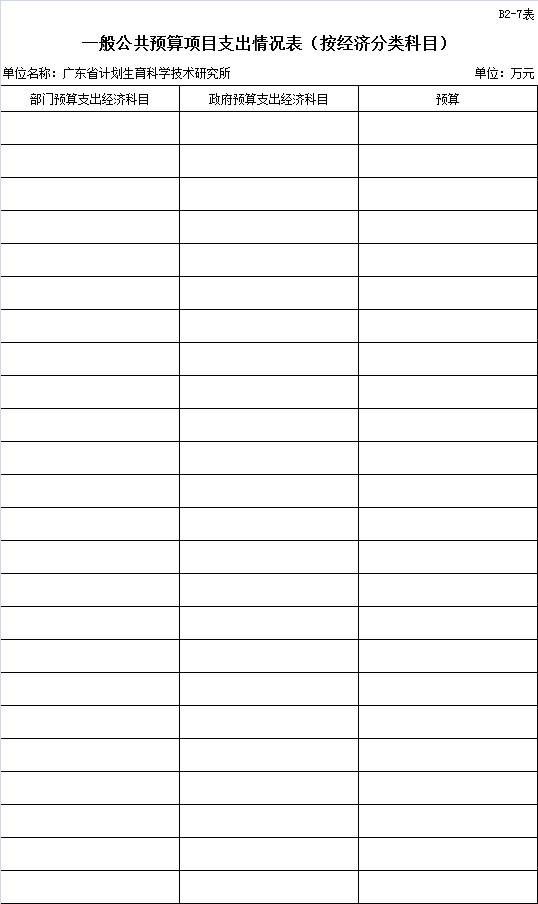 B2-7表
一般公共预算项目支出情况表（按经济分类科目）
单位名称：广东省计划生育科学技术研究所 单位：万元
部门预算支出经济科目 政府预算支出经济科目 预算